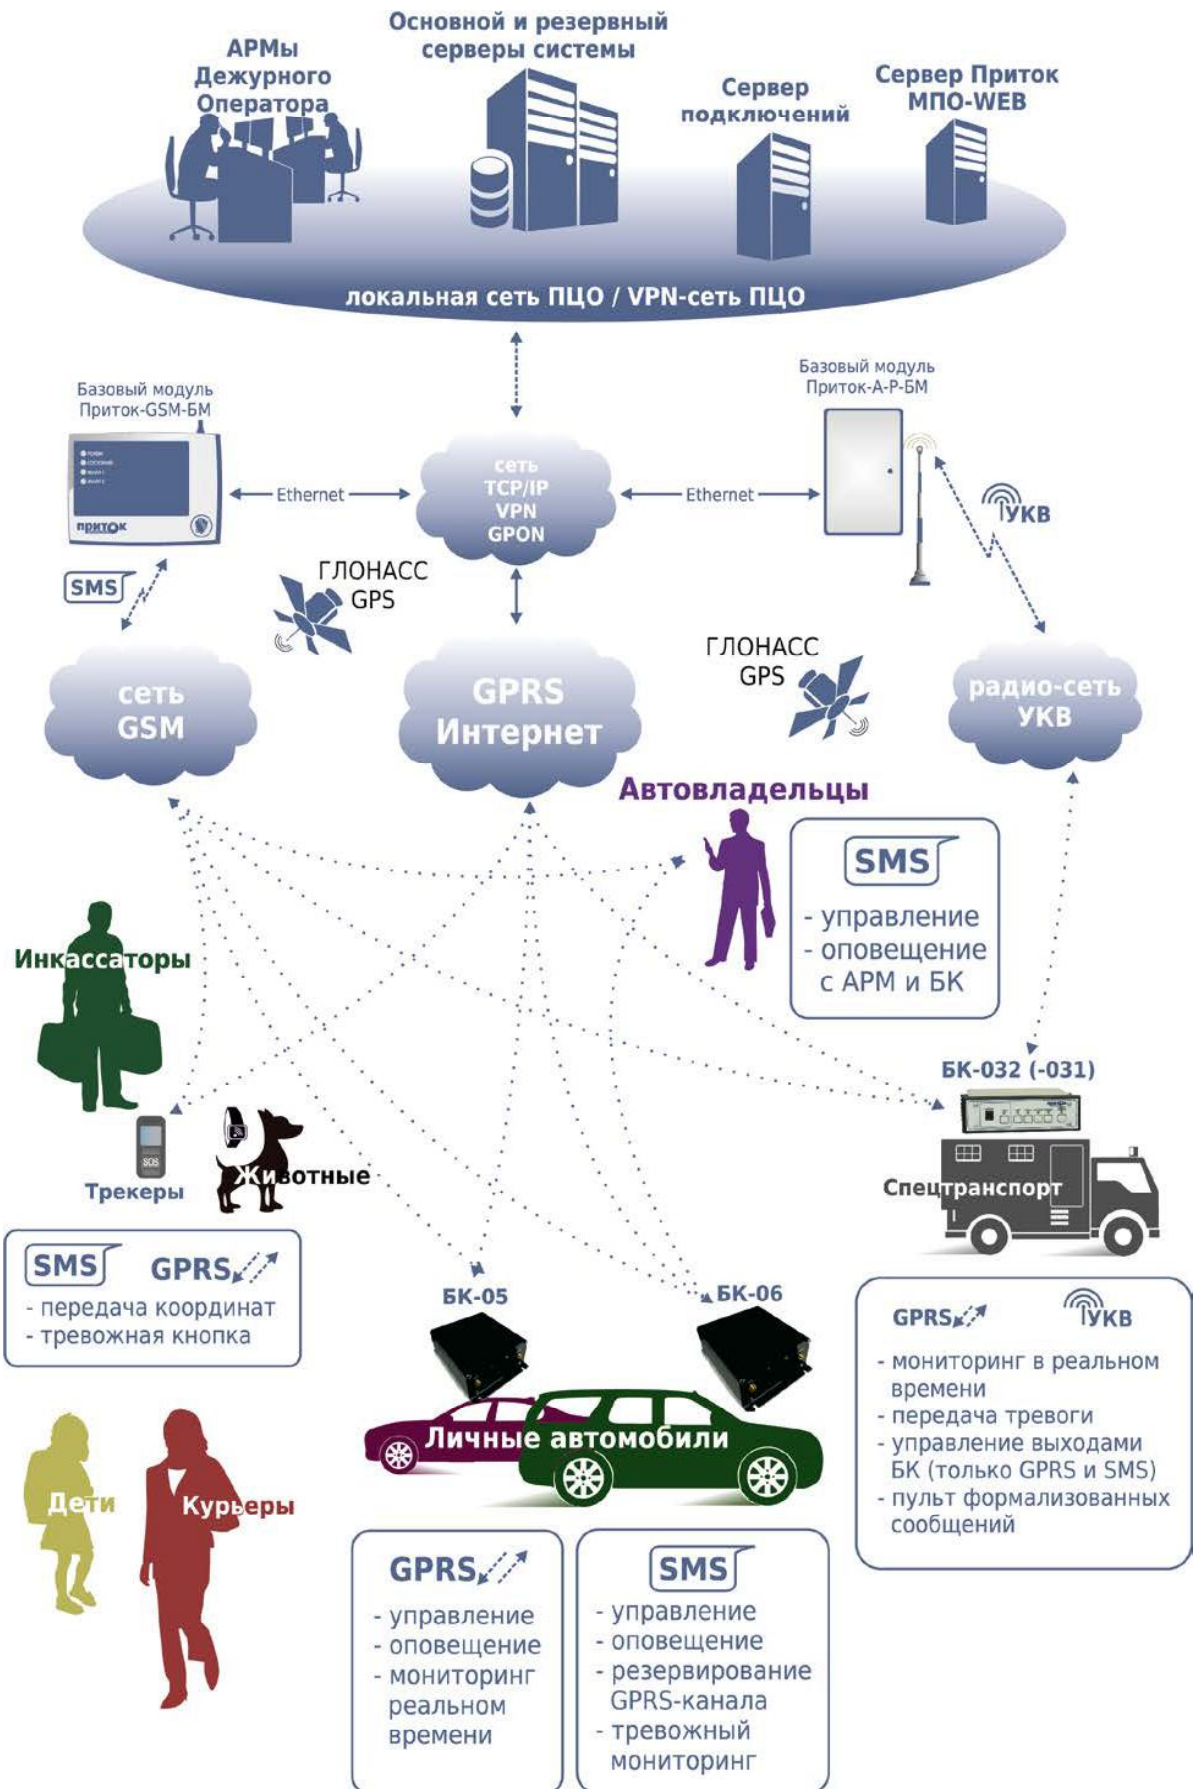 Основной и резервный
серверы системы
АРМы
Дежурного
Оператора
Сервер
подключений
Сервер Приток
МПО-WEB
локальная сеть ПЦО / VPN-сеть ПЦО
Базовый модуль
Приток-GSM-БМ
Базовый модуль
Приток-А-Р-БМ
приток
Ethernet
сеть
TCP/IP
VPN
GPON
Ethernet
УКВ
SMS
ГЛОНАСС
GPS
ГЛОНАСС
GPS
сеть
GSM
GPRS
Интернет
радио-сеть
УКВ
Автовладельцы
SMS
- управление
- оповещение
с АРМ и БК
Инкассаторы
БК-032 (-031)
SOS
Трекеры
Животные
Спецтранспорт
SMS GPRS
- передача координат
- тревожная кнопка
БК-05
БК-06
Личные автомобили
GPRS УКВ
- мониторинг в реальном
времени
- передача тревоги
- управление выходами
БК (только GPRS и SMS)
- пульт формализованных
сообщений
Дети
Курьеры
GPRS
- управление
- оповещение
- мониторинг
реальном
времени
SMS
- управление
- оповещение
- резервирование
GPRS-канала
- тревожный
мониторинг